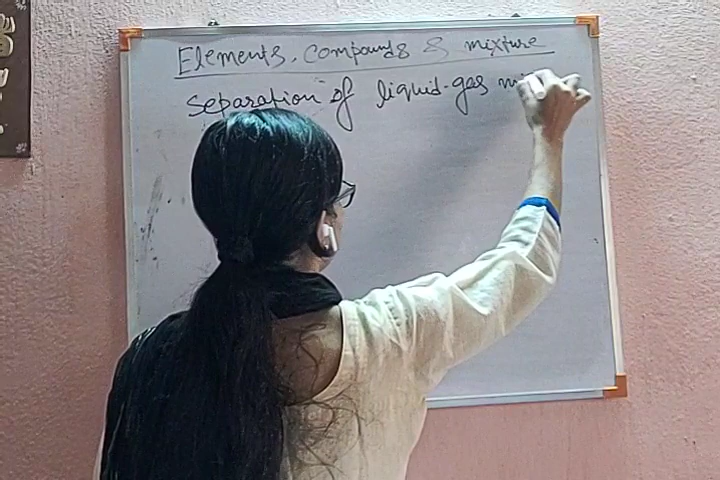 Elements, compounds & mixture
separation of liquid-gas